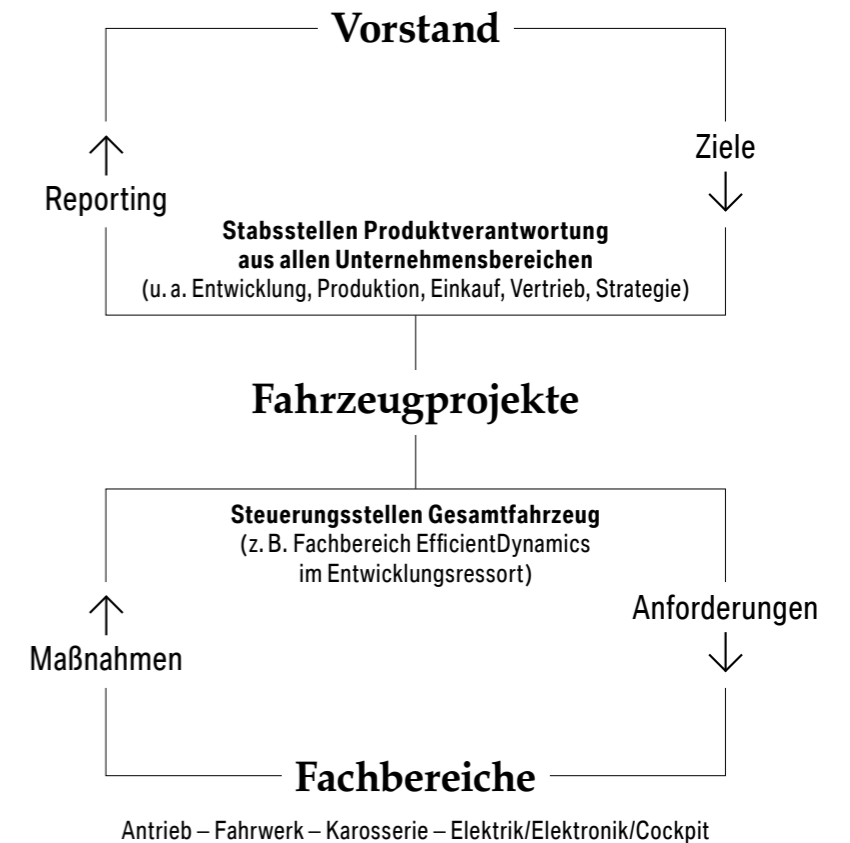 Vorstand
Ziele
Reporting
Stabsstellen Produktverantwortung
aus allen Unternehmensbereichen
(u. a. Entwicklung, Produktion, Einkauf, Vertrieb, Strategie)
Fahrzeugprojekte
Steuerungsstellen Gesamtfahrzeug
(z. B. Fachbereich EfficientDynamics
im Entwicklungsressort)
Anforderungen
Maßnahmen
Fachbereiche
Antrieb – Fahrwerk – Karosserie – Elektrik/Elektronik/Cockpit